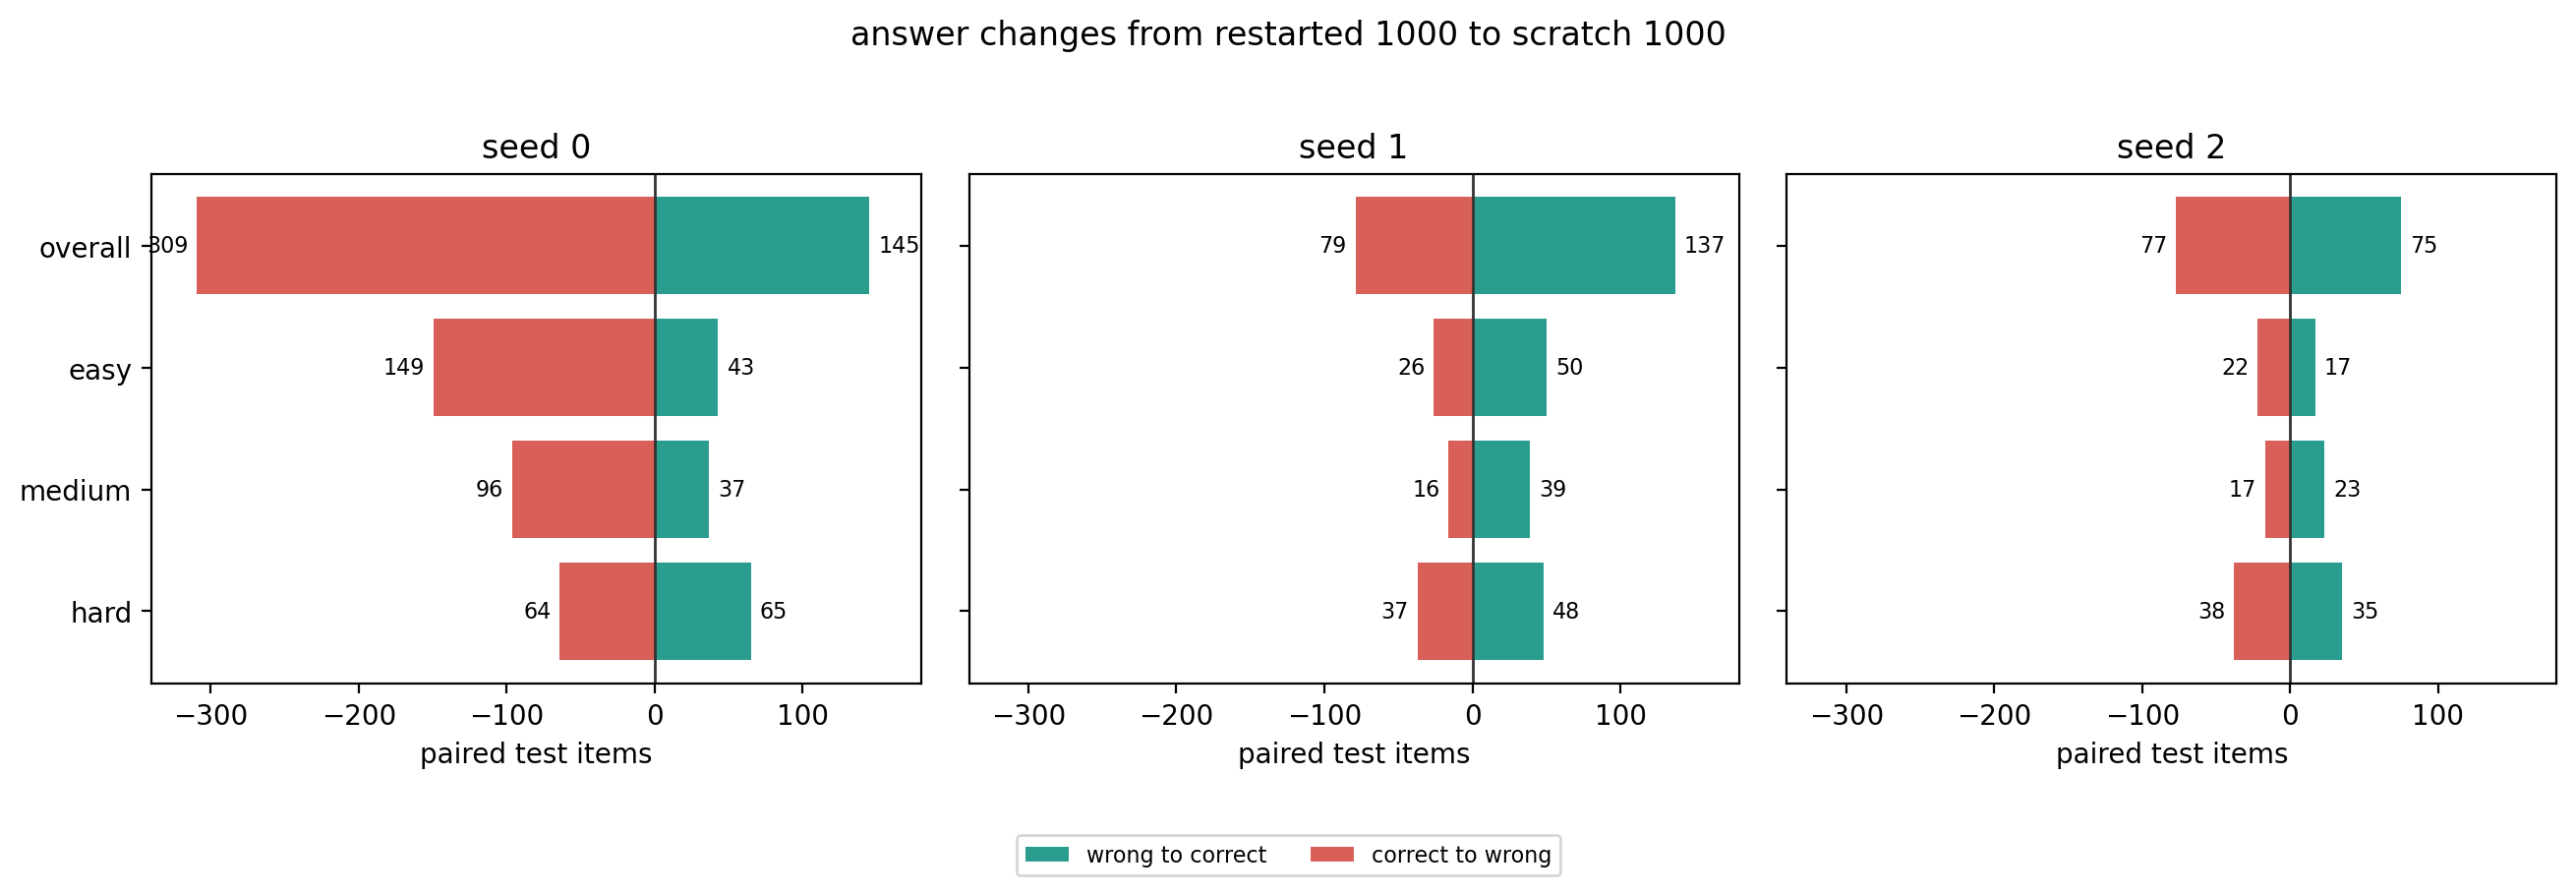 answer changes from restarted 1000 to scratch 1000
seed 0
seed 1
seed 2
overall
309
145
79
137
77
75
easy
149
43
26
50
22
17
medium
96
37
16
39
17
23
hard
64
65
37
48
38
35
−300 −200 −100 0 100
−300 −200 −100 0 100
−300 −200 −100 0 100
paired test items
paired test items
paired test items
wrong to correct
correct to wrong